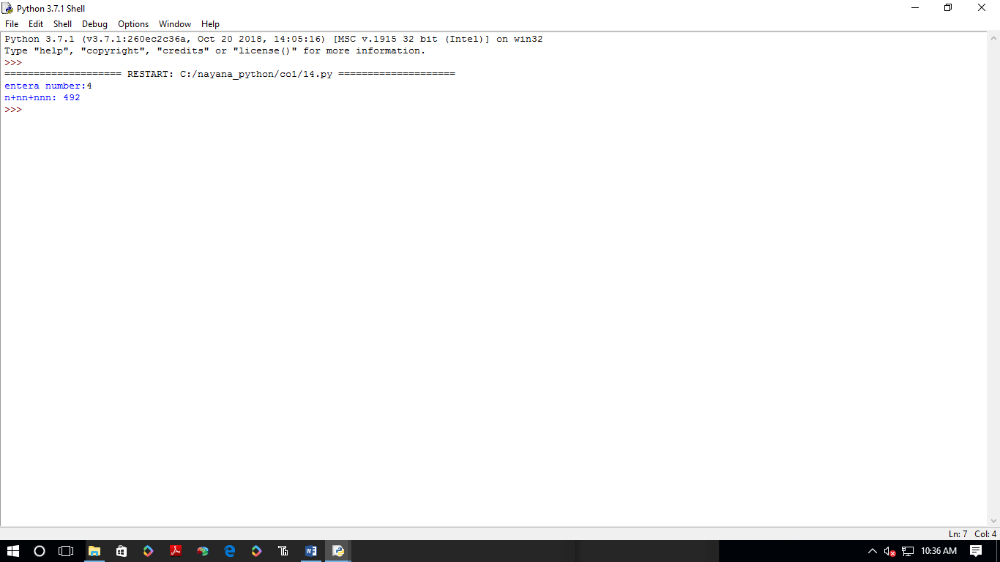 Python 3.7.1 Shell
File Edit Shell Debug Options Window Help
Python 3.7.1 (v3.7.1:260ec2c36a, Oct 20 2018, 14:05:16) [MSC v.1915 32 bit (Intel)] on win32
Type "help", "copyright", "credits" or "license()" for more information.
>>>
==================== RESTART: C:/nayana_python/co1/14.py ====================
entera number:4
n+nn+nnn: 492
>>>
Ln: 7 Col: 4
10:36 AM